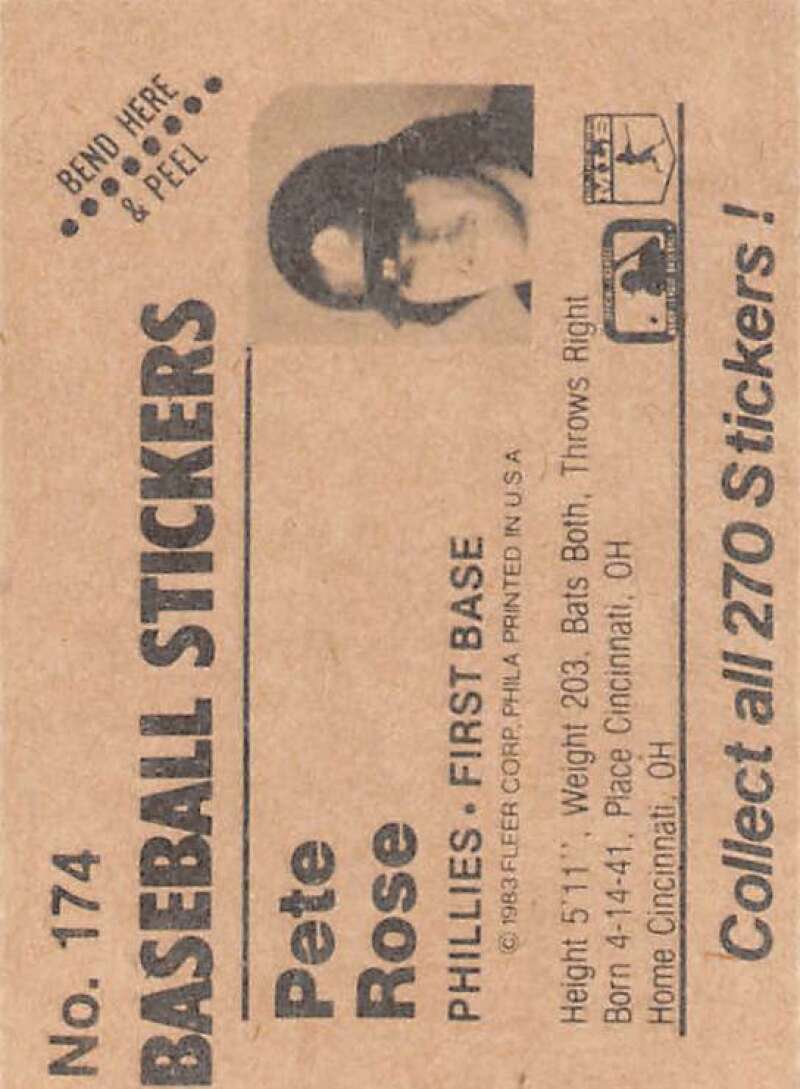 No. 174
BEND HERE
& PEEL
BASEBALL STICKERS
Pete
Rose
PHILLIES • FIRST BASE
© 1983 FLEER CORP., PHILA PRINTED IN U S A
Height 5'11'', Weight 203, Bats Both, Throws Right
Born 4-14-41, Place Cincinnati, OH
Home Cincinnati, OH
Collect all 270 Stickers !